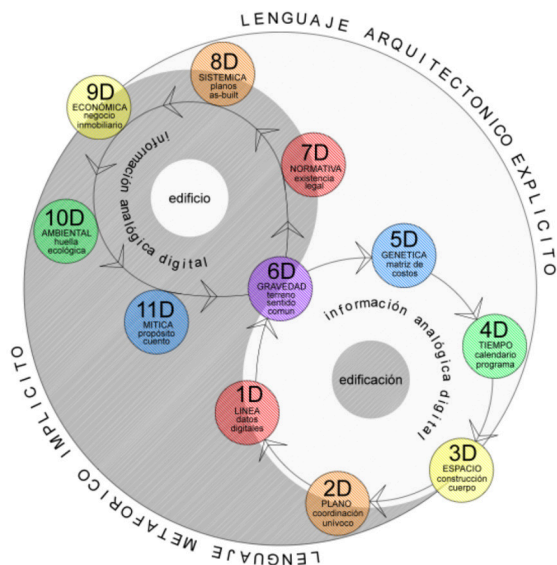 LENGUAJE ARQUITECTONICO EXPLICITO
8D
SISTEMICA
planos
as-built
9D
ECONÓMICA
negocio
inmobiliario
7D
NORMATIVA
existencia
legal
información analógica digital
edificio
10D
AMBIENTAL
huella
ecológica
5D
GENETICA
matriz de
costos
6D
GRAVEDAD
terreno
sentido
comun
11D
MITICA
propósito
cuento
información analógica digital
4D
TIEMPO
calendario
programa
edificación
1D
LINEA
datos
digitales
3D
ESPACIO
construcción
cuerpo
2D
PLANO
coordinación
unívoco
LENGUAJE METAFORICO IMPLICITO